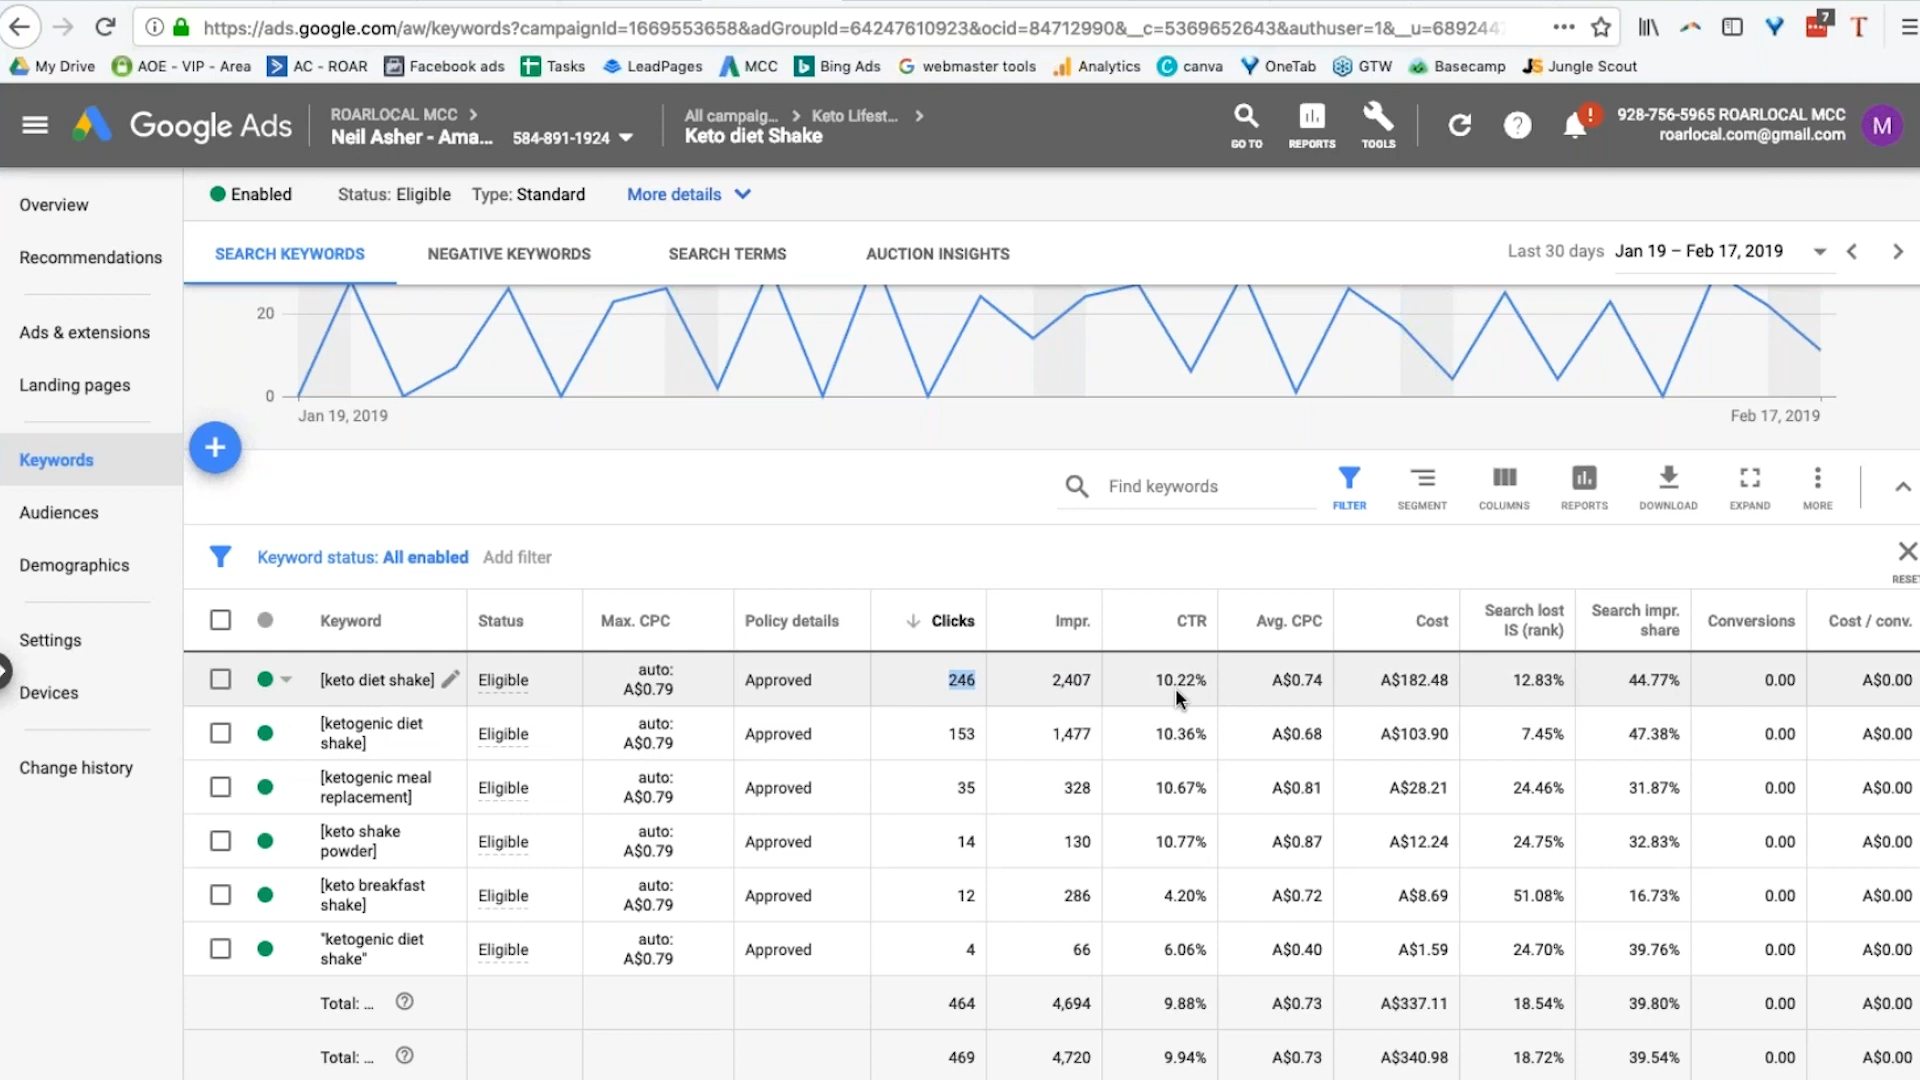 https://ads.google.com/aw/keywords?campaignId=1669553658&adGroupId=64247610923&ocid=84712990&__c=5369652643&authuser=1&__u=689244
7
My Drive AOE - VIP - Area AC - ROAR Facebook ads Tasks LeadPages MCC Bing Ads webmaster tools Analytics canva OneTab GTW Basecamp Jungle Scout
Google Ads
ROARLOCAL MCC
Neil Asher - Ama... 584-891-1924
All campaig... Keto Lifest...
Keto diet Shake
GO TO REPORTS TOOLS
928-756-5965 ROARLOCAL MCC
roarlocal.com@gmail.com
M
Overview
Recommendations
Ads & extensions
Landing pages
Keywords
Audiences
Demographics
Settings
Devices
Change history
Enabled Status: Eligible Type: Standard More details
SEARCH KEYWORDS NEGATIVE KEYWORDS SEARCH TERMS AUCTION INSIGHTS Last 30 days Jan 19 – Feb 17, 2019
20
0
Jan 19, 2019 Feb 17, 2019
Find keywords FILTER SEGMENT COLUMNS REPORTS DOWNLOAD EXPAND MORE
Keyword status: All enabled Add filter RESET
Keyword Status Max. CPC Policy details Clicks Impr. CTR Avg. CPC Cost Search lost IS (rank) Search impr. share Conversions Cost / conv.
[keto diet shake] Eligible auto: A$0.79 Approved 246 2,407 10.22% A$0.74 A$182.48 12.83% 44.77% 0.00 A$0.00
[ketogenic diet shake] Eligible auto: A$0.79 Approved 153 1,477 10.36% A$0.68 A$103.90 7.45% 47.38% 0.00 A$0.00
[ketogenic meal replacement] Eligible auto: A$0.79 Approved 35 328 10.67% A$0.81 A$28.21 24.46% 31.87% 0.00 A$0.00
[keto shake powder] Eligible auto: A$0.79 Approved 14 130 10.77% A$0.87 A$12.24 24.75% 32.83% 0.00 A$0.00
[keto breakfast shake] Eligible auto: A$0.79 Approved 12 286 4.20% A$0.72 A$8.69 51.08% 16.73% 0.00 A$0.00
"ketogenic diet shake" Eligible auto: A$0.79 Approved 4 66 6.06% A$0.40 A$1.59 24.70% 39.76% 0.00 A$0.00
Total: ... 464 4,694 9.88% A$0.73 A$337.11 18.54% 39.80% 0.00 A$0.00
Total: ... 469 4,720 9.94% A$0.73 A$340.98 18.72% 39.54% 0.00 A$0.00